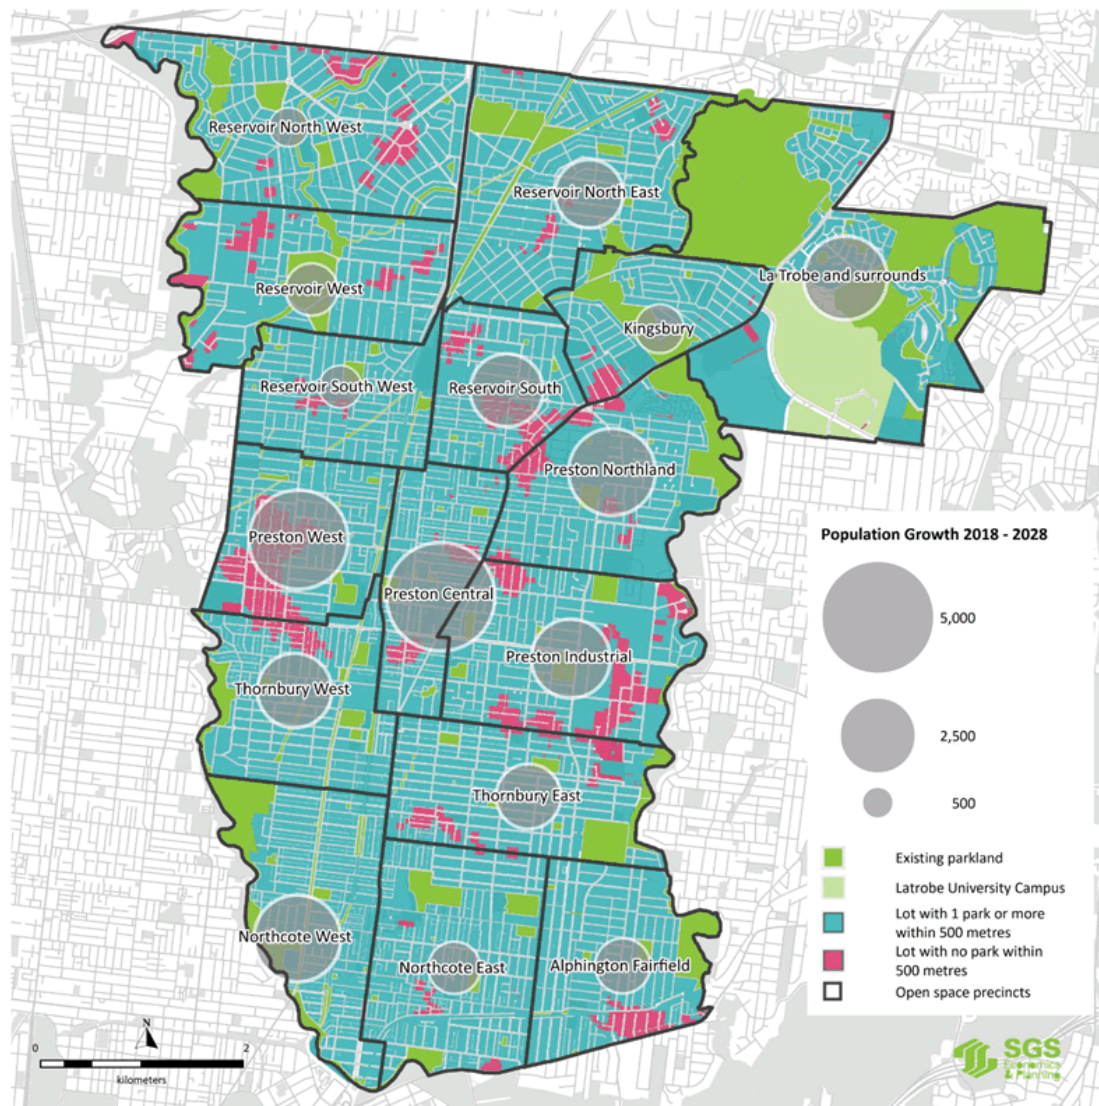 Reservoir North West
Reservoir North East
La Trobe and surrounds
Reservoir West
Kingsbury
Reservoir South West
Reservoir South
Preston Northland
Preston West
Preston Central
Preston Industrial
Thornbury West
Thornbury East
Northcote West
Northcote East
Alphington Fairfield
Population Growth 2018 - 2028
5,000
2,500
500
Existing parkland
Latrobe University Campus
Lot with 1 park or more
within 500 metres
Lot with no park within
500 metres
Open space precincts
N
0
2
kilometers
SGS
Economics
& Planning